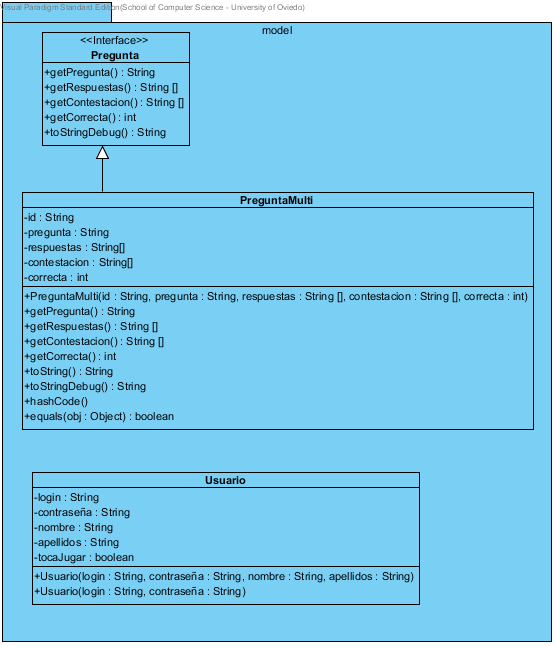 Visual Paradigm Standard Edition(School of Computer Science - University of Oviedo)
model
<<Interface>>
Pregunta
+getPregunta() : String
+getRespuestas() : String []
+getContestacion() : String []
+getCorrecta() : int
+toStringDebug() : String
PreguntaMulti
-id : String
-pregunta : String
-respuestas : String[]
-contestacion : String[]
-correcta : int
+PreguntaMulti(id : String, pregunta : String, respuestas : String [], contestacion : String [], correcta : int)
+getPregunta() : String
+getRespuestas() : String []
+getContestacion() : String []
+getCorrecta() : int
+toString() : String
+toStringDebug() : String
+hashCode()
+equals(obj : Object) : boolean
Usuario
-login : String
-contraseña : String
-nombre : String
-apellidos : String
-tocaJugar : boolean
+Usuario(login : String, contraseña : String, nombre : String, apellidos : String)
+Usuario(login : String, contraseña : String)